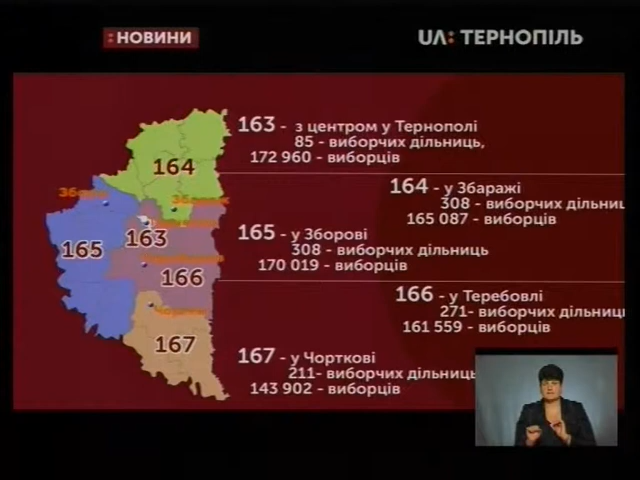 :НОВИНИ
UA: ТЕРНОПІЛЬ
163 - з центром у Тернополі
85 - виборчих дільниць,
172 960 - виборців
164 - у Збаражі
308 - виборчих дільниц
165 087 - виборців
165 - у Зборові
308 - виборчих дільниць
170 019 - виборців
166 - у Теребовлі
271- виборчих дільниц
161 559 - виборців
167 - у Чорткові
211- виборчих дільниць
143 902 - виборців
164
165
163
166
167